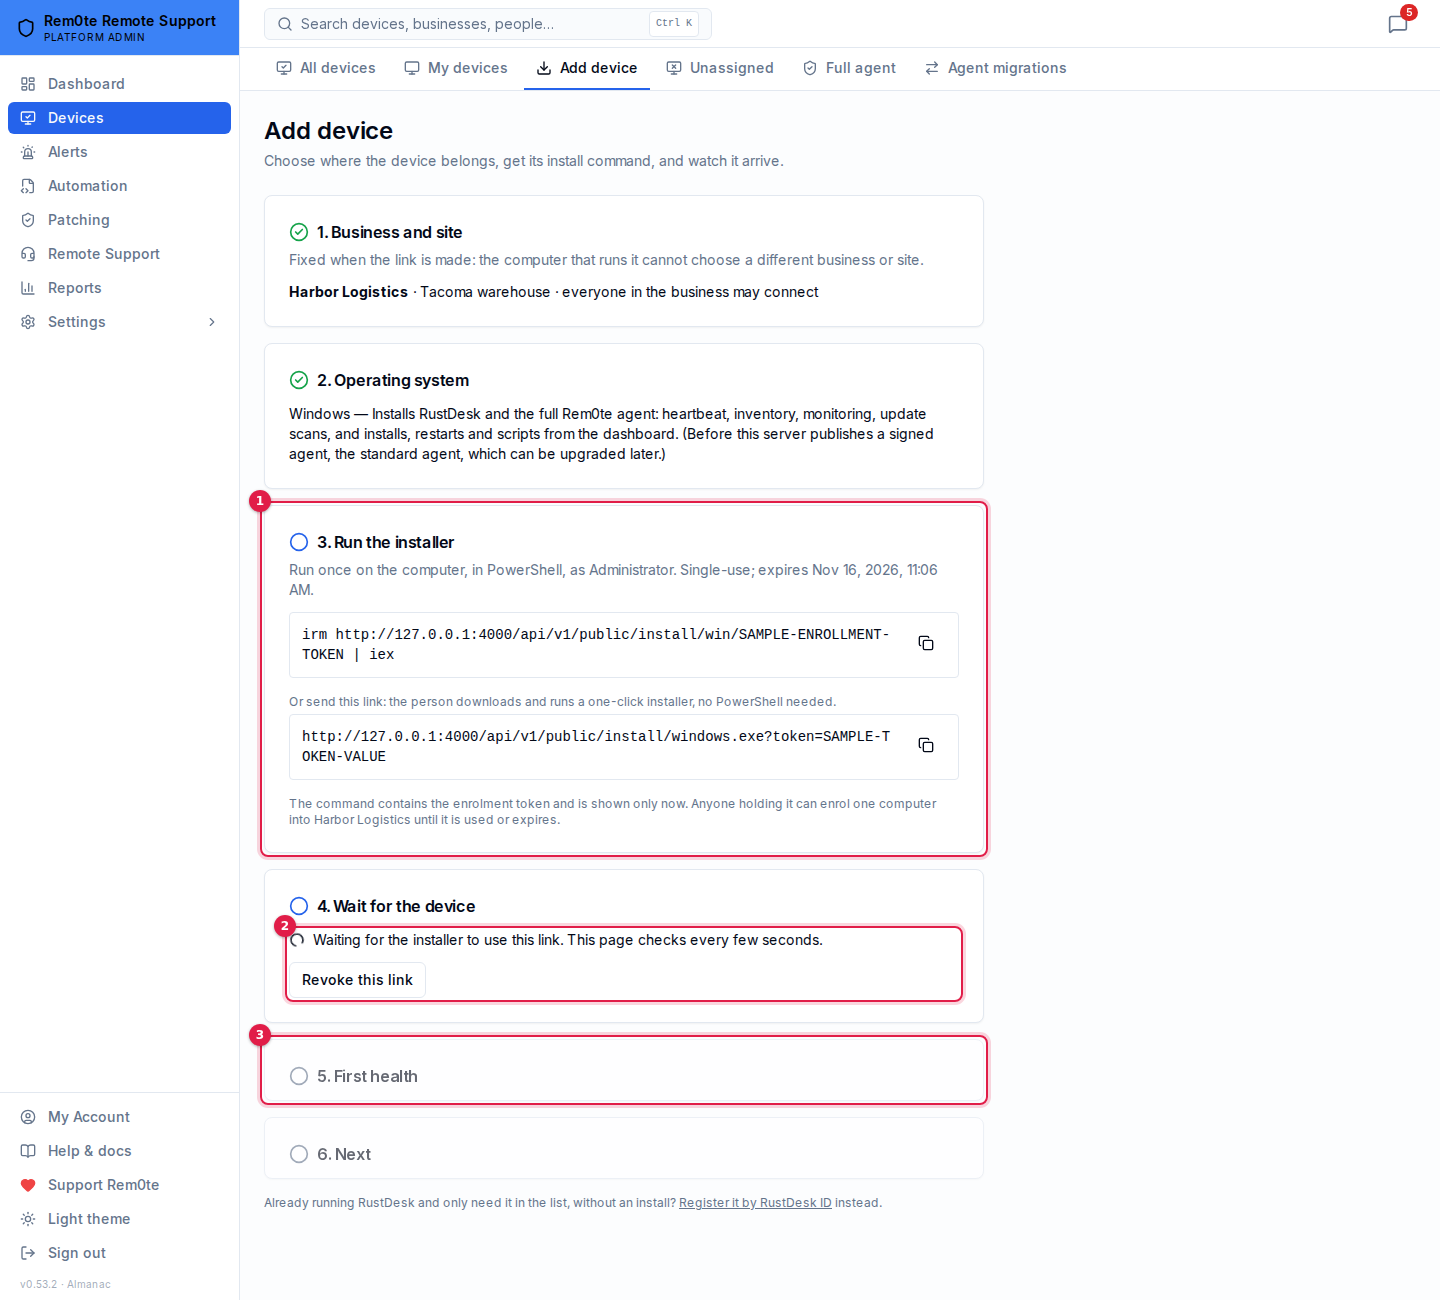 Rem0te Remote Support
PLATFORM ADMIN
Search devices, businesses, people…
Ctrl K
5
Dashboard
Devices
Alerts
Automation
Patching
Remote Support
Reports
Settings
All devices
My devices
Add device
Unassigned
Full agent
Agent migrations
Add device
Choose where the device belongs, get its install command, and watch it arrive.
1. Business and site
Fixed when the link is made: the computer that runs it cannot choose a different business or site.
Harbor Logistics · Tacoma warehouse · everyone in the business may connect
2. Operating system
Windows — Installs RustDesk and the full Rem0te agent: heartbeat, inventory, monitoring, update
scans, and installs, restarts and scripts from the dashboard. (Before this server publishes a signed
agent, the standard agent, which can be upgraded later.)
1
3. Run the installer
Run once on the computer, in PowerShell, as Administrator. Single-use; expires Nov 16, 2026, 11:06
AM.
irm http://127.0.0.1:4000/api/v1/public/install/win/SAMPLE-ENROLLMENT-
TOKEN | iex
Or send this link: the person downloads and runs a one-click installer, no PowerShell needed.
http://127.0.0.1:4000/api/v1/public/install/windows.exe?token=SAMPLE-T
OKEN-VALUE
The command contains the enrolment token and is shown only now. Anyone holding it can enrol one computer
into Harbor Logistics until it is used or expires.
4. Wait for the device
2
Waiting for the installer to use this link. This page checks every few seconds.
Revoke this link
3
5. First health
6. Next
Already running RustDesk and only need it in the list, without an install? Register it by RustDesk ID instead.
My Account
Help & docs
Support Rem0te
Light theme
Sign out
v0.53.2 · Almanac